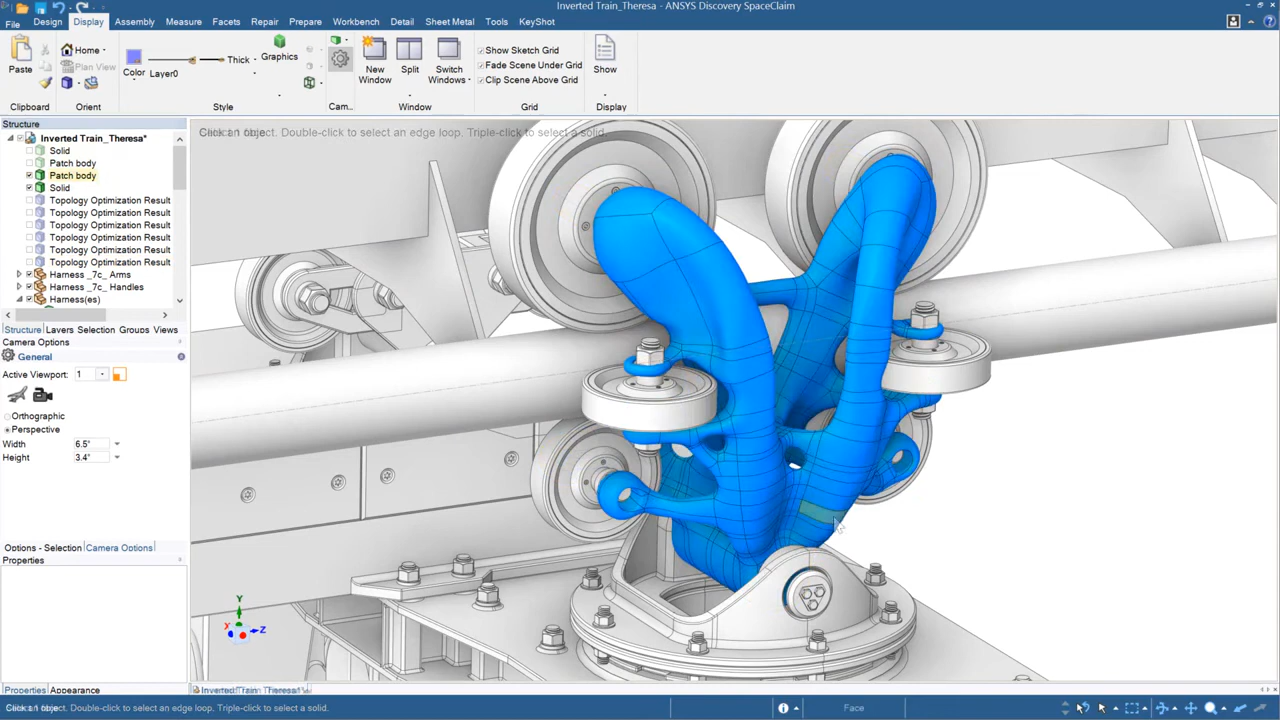 Inverted Train_Theresa - ANSYS Discovery SpaceClaim
File Design Display Assembly Measure Facets Repair Prepare Workbench Detail Sheet Metal Tools KeyShot
Paste
Home
Plan View
Color
Layer0
Thick
Graphics
New Window
Split
Switch Windows
Show Sketch Grid
Fade Scene Under Grid
Clip Scene Above Grid
Show
Clipboard Orient Style Cam... Window Grid Display
Structure
Inverted Train_Theresa*
Solid
Patch body
Patch body
Solid
Topology Optimization Result
Topology Optimization Result
Topology Optimization Result
Topology Optimization Result
Topology Optimization Result
Topology Optimization Result
Harness _7c_ Arms
Harness _7c_ Handles
Harness(es)
Structure Layers Selection Groups Views
Camera Options
General
Active Viewport: 1
Orthographic
Perspective
Width 6.5°
Height 3.4°
Options - Selection Camera Options
Properties
Properties Appearance
object. Double-click to select an edge loop. Triple-click to select a solid.
Y
X
Z
Inverted Train_Theresa*
object. Double-click to select an edge loop. Triple-click to select a solid.
Face